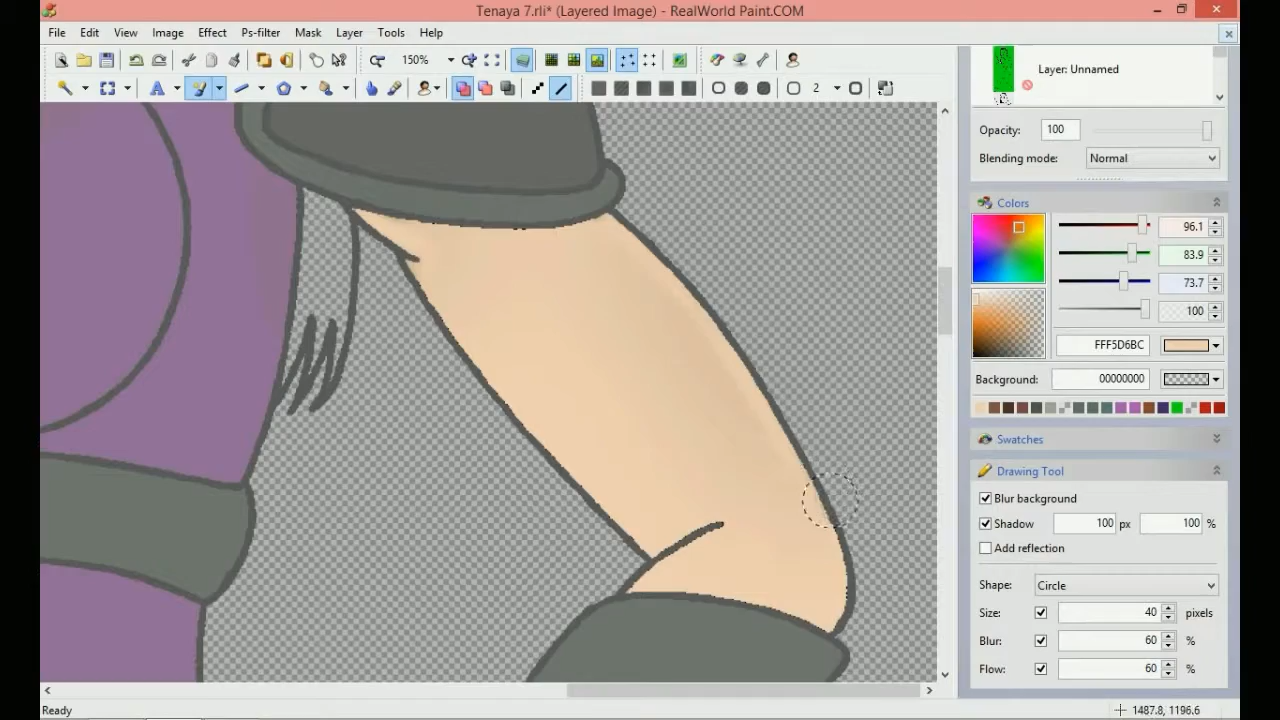 Tenaya 7.rli* (Layered Image) - RealWorld Paint.COM
File Edit View Image Effect Ps-filter Mask Layer Tools Help
150%
2
Layer: Unnamed
Opacity: 100
Blending mode: Normal
Colors
96.1
83.9
73.7
100
FFF5D6BC
Background: 00000000
Swatches
Drawing Tool
Blur background
Shadow 100 px 100 %
Add reflection
Shape: Circle
Size: 40 pixels
Blur: 60 %
Flow: 60 %
Ready 1487.8, 1196.6